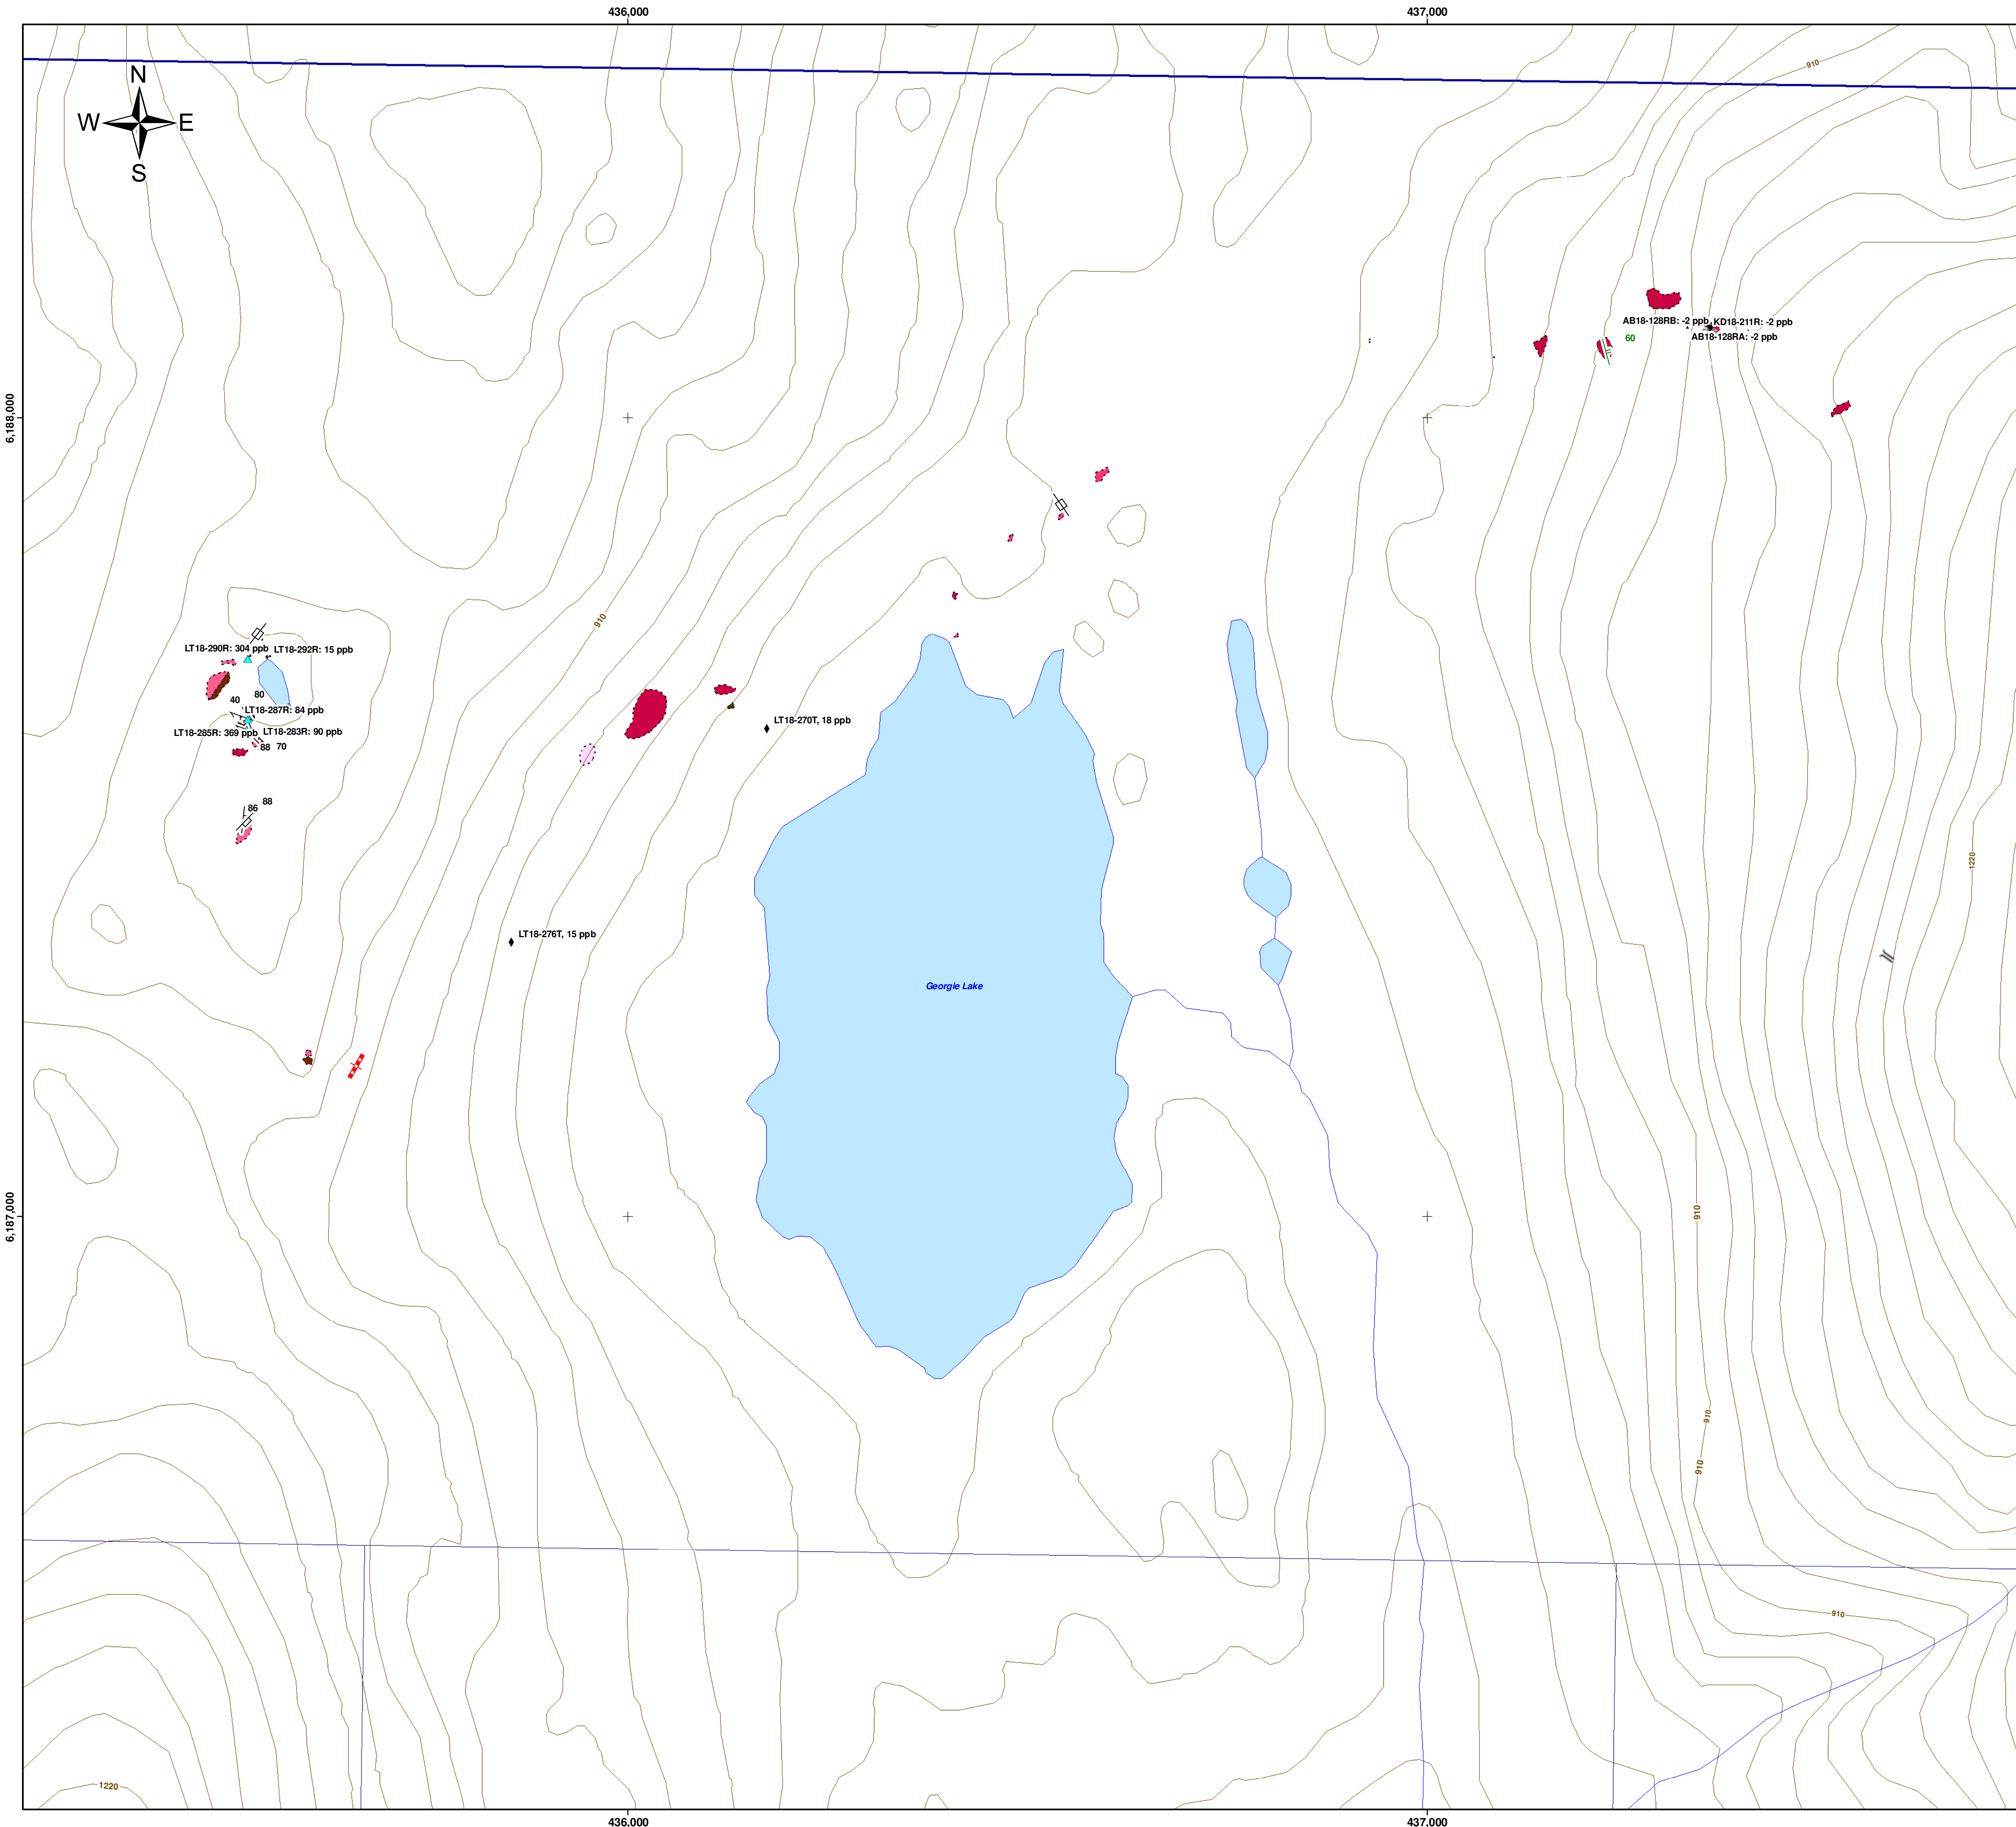 436,000
437,000
910
N
W E
S
AB18-128RB: -2 ppb
KD18-211R: -2 ppb
AB18-128RA: -2 ppb
60
6,188,000
910
LT18-290R: 304 ppb
LT18-292R: 15 ppb
80
40
LT18-287R: 84 ppb
LT18-285R: 369 ppb
LT18-283R: 90 ppb
88
70
LT18-270T, 18 ppb
88
86
1220
LT18-276T, 15 ppb
Georgie Lake
6,187,000
910
910
910
910
1220
436,000
437,000